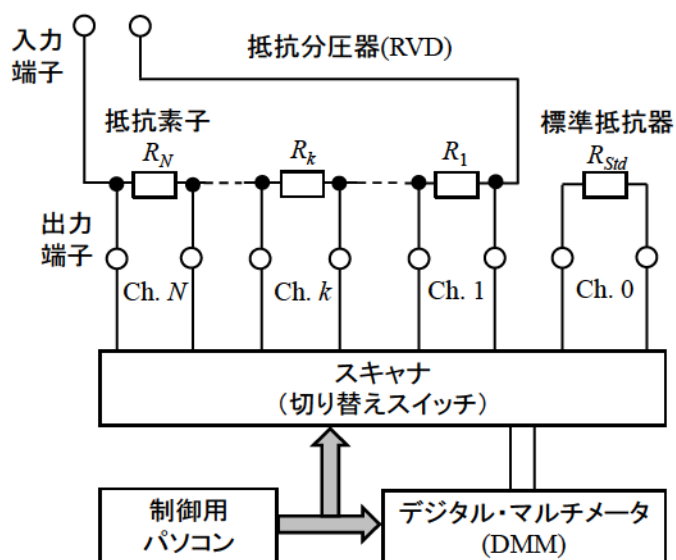 入力
端子
抵抗分圧器(RVD)
抵抗素子
標準抵抗器
R_N
R_k
R_1
R_Std
出力
端子
Ch. N
Ch. k
Ch. 1
Ch. 0
スキャナ
(切り替えスイッチ)
制御用
パソコン
デジタル・マルチメータ
(DMM)